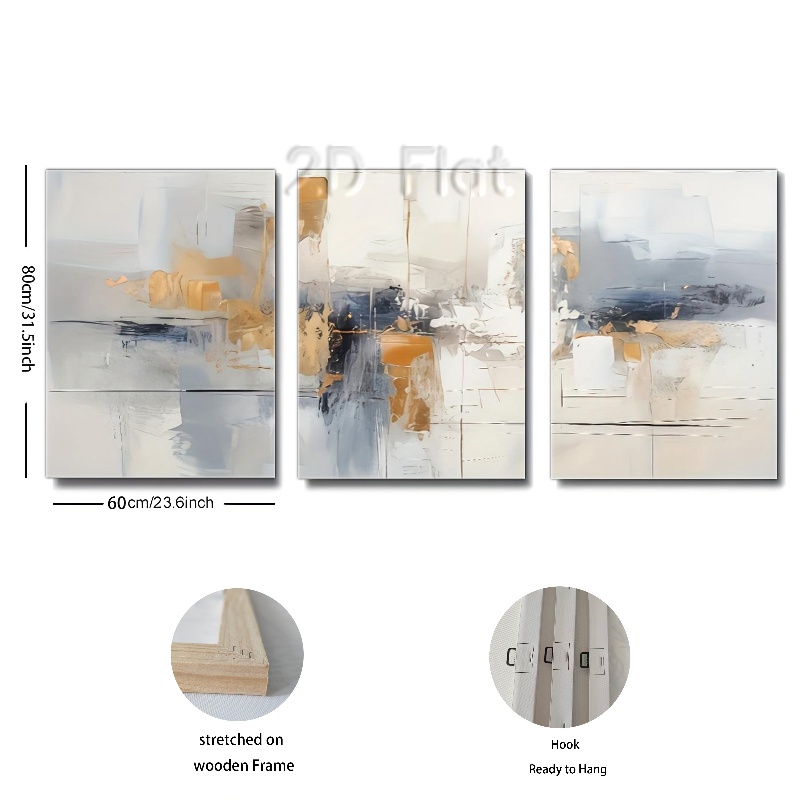 2D Flat
80cm/31.5inch
60cm/23.6inch
stretched on
wooden Frame
Hook
Ready to Hang